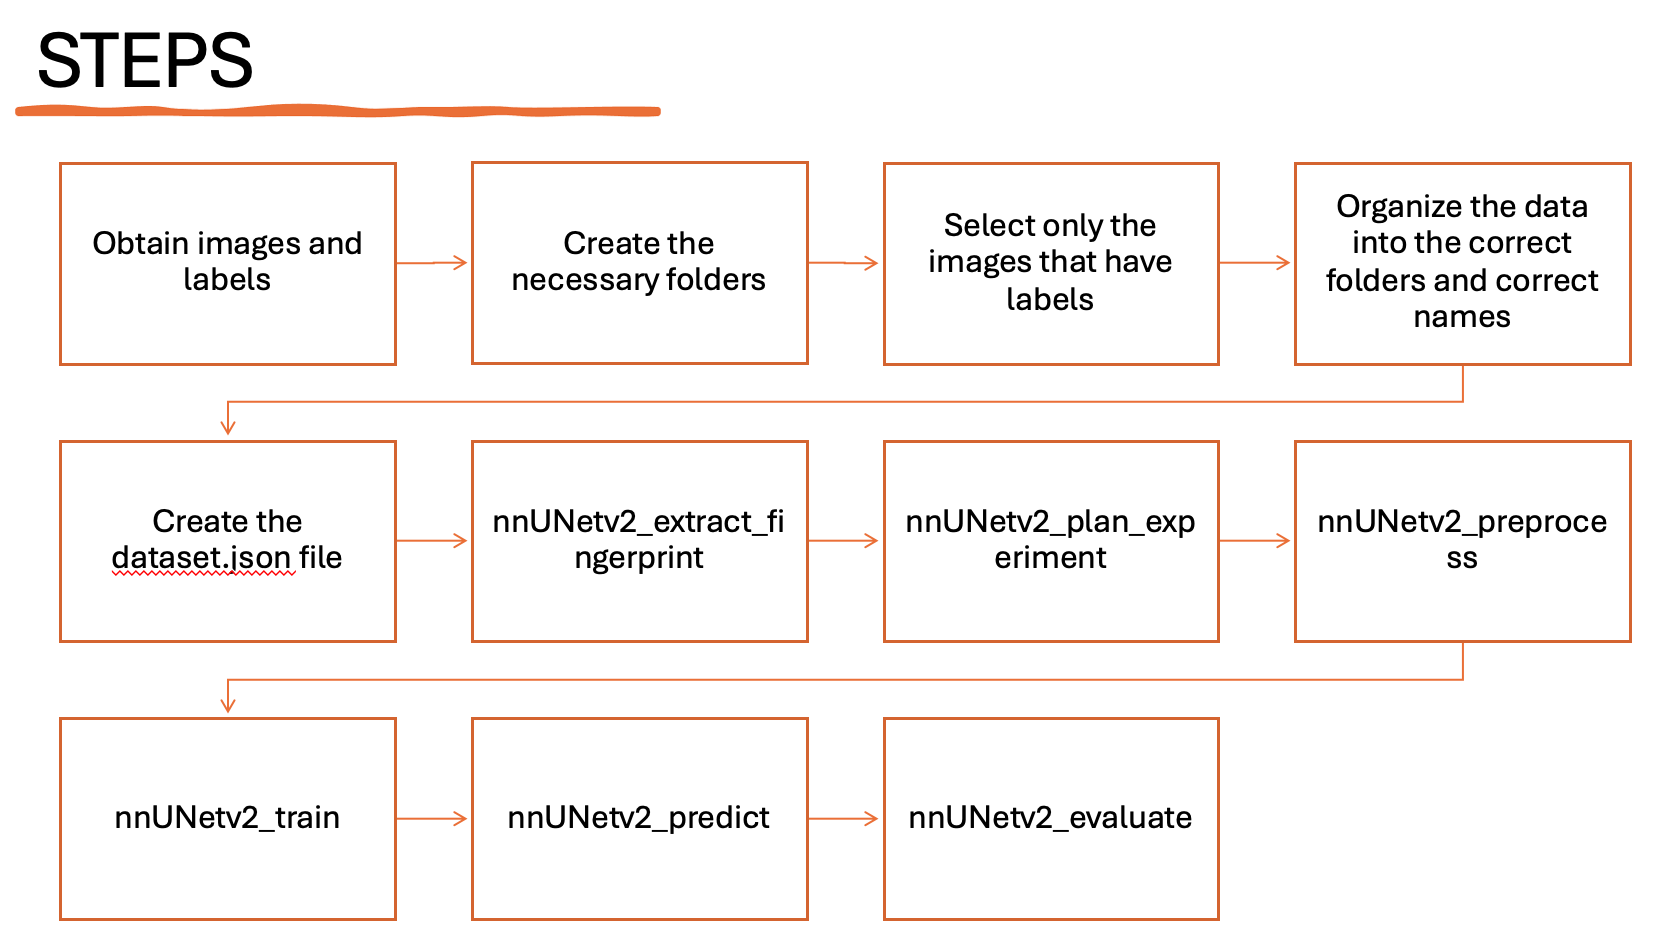 STEPS
Obtain images and
labels
Create the
necessary folders
Select only the
images that have
labels
Organize the data
into the correct
folders and correct
names
Create the
dataset.json file
nnUNetv2_extract_fi
ngerprint
nnUNetv2_plan_exp
eriment
nnUNetv2_preproce
ss
nnUNetv2_train
nnUNetv2_predict
nnUNetv2_evaluate